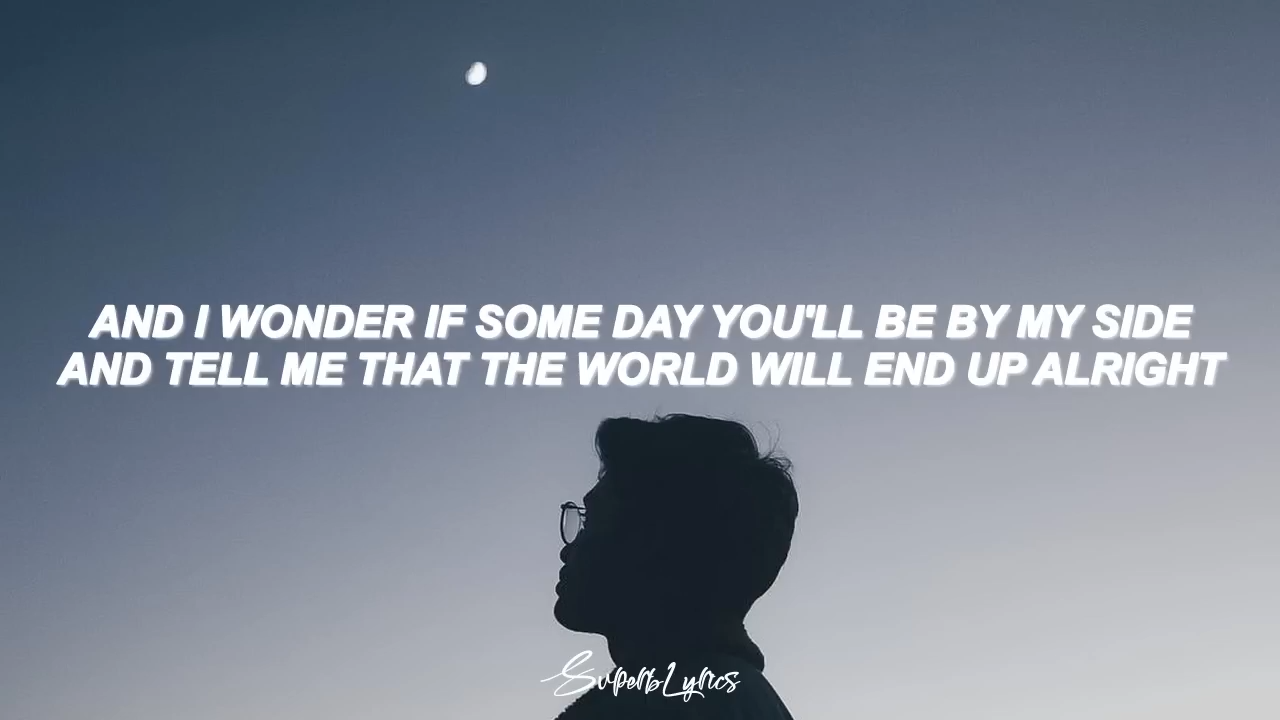 AND I WONDER IF SOME DAY YOU'LL BE BY MY SIDE
AND TELL ME THAT THE WORLD WILL END UP ALRIGHT
SuperbLyrics